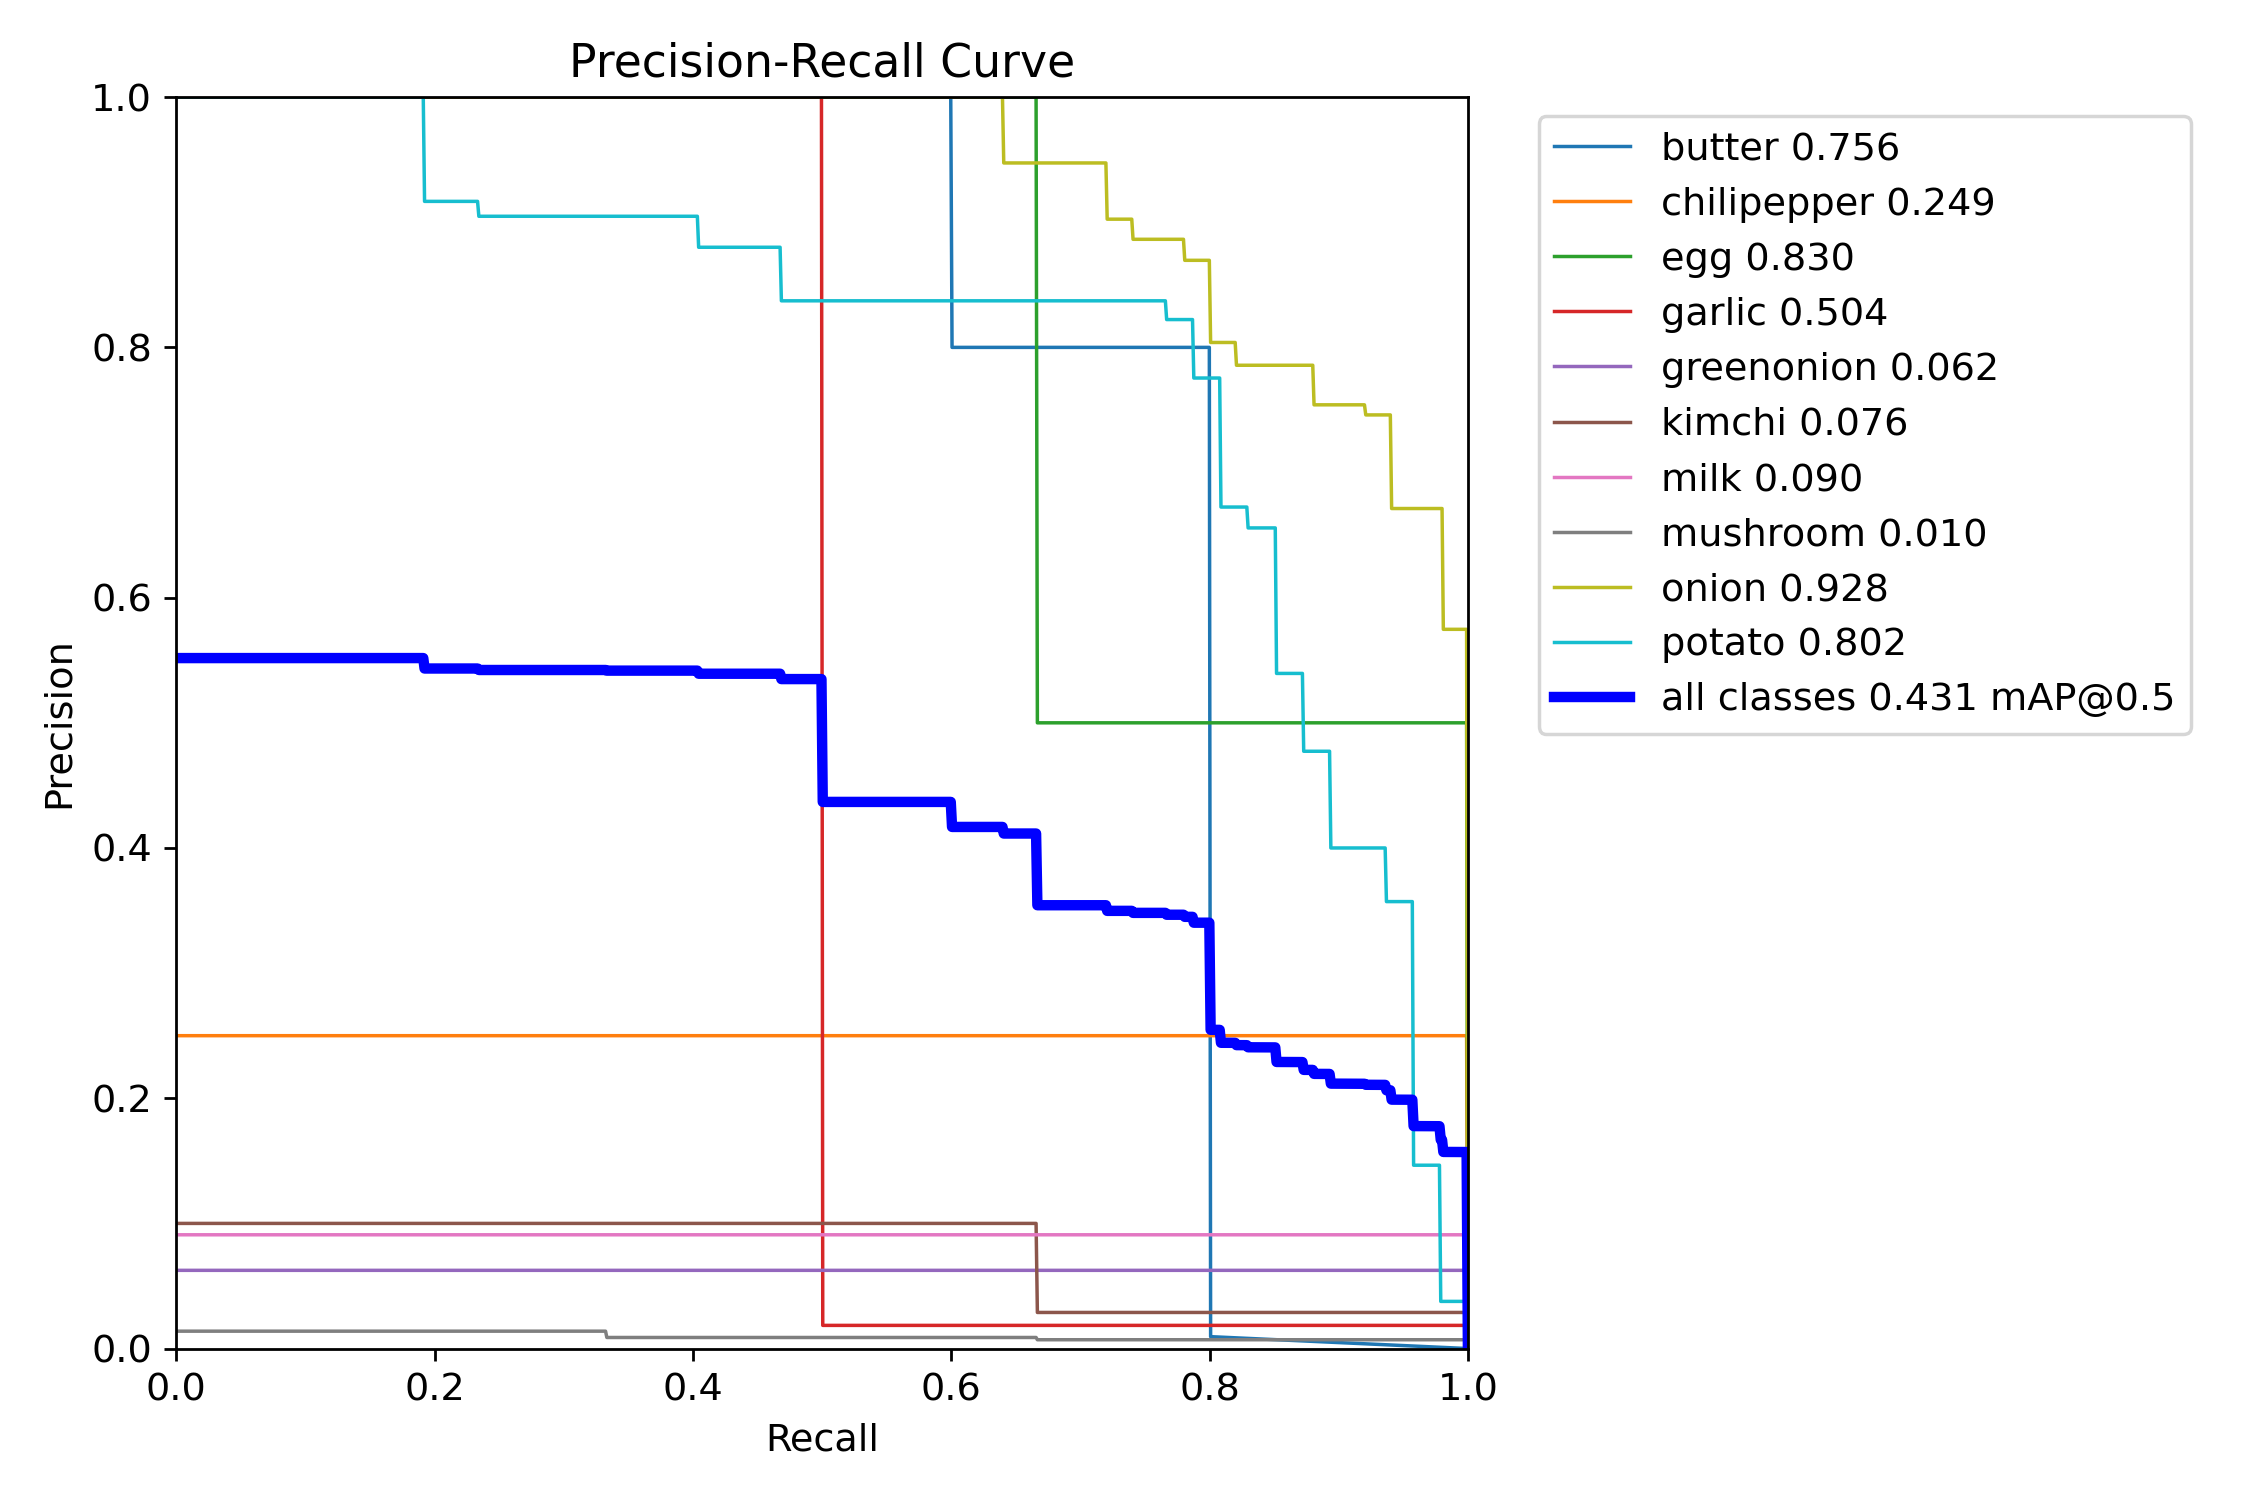 Precision-Recall Curve
1.0
0.8
0.6
0.4
0.2
0.0
Precision
0.0 0.2 0.4 0.6 0.8 1.0
Recall
butter 0.756
chilipepper 0.249
egg 0.830
garlic 0.504
greenonion 0.062
kimchi 0.076
milk 0.090
mushroom 0.010
onion 0.928
potato 0.802
all classes 0.431 mAP@0.5